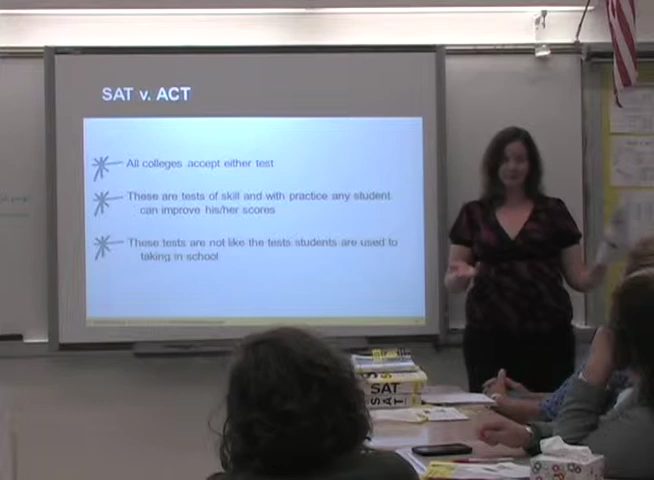 SAT v. ACT
All colleges accept either test
These are tests of skill and with practice any student
can improve his/her scores
These tests are not like the tests students are used to
taking in school
SAT
SAT